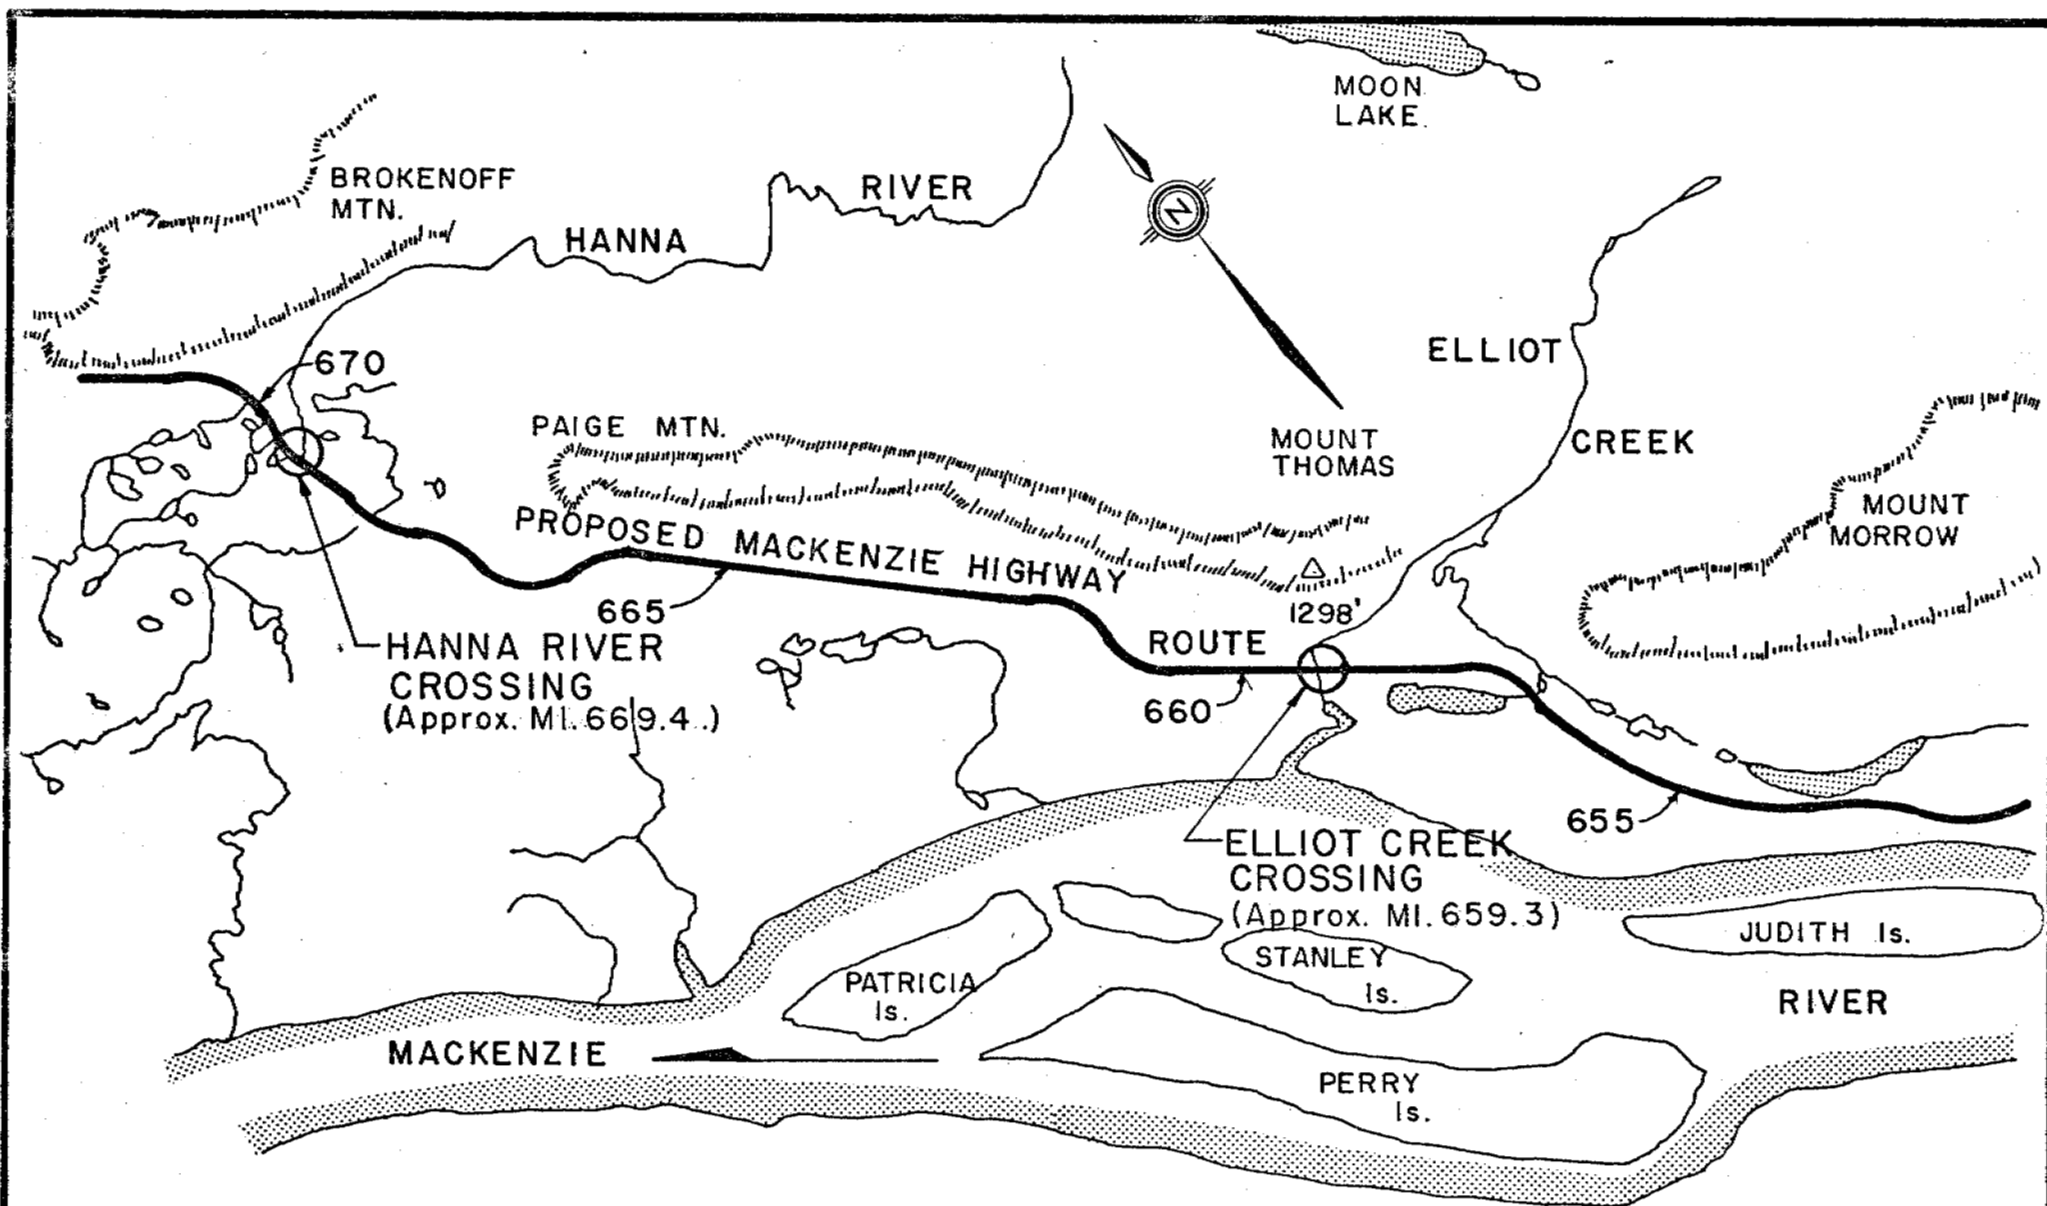 MOON
LAKE
BROKENOFF
MTN.
HANNA RIVER
N
670
ELLIOT
CREEK
PAIGE MTN.
MOUNT
THOMAS
MOUNT
MORROW
PROPOSED MACKENZIE HIGHWAY
ROUTE
1298'
665
HANNA RIVER
CROSSING
(Approx. MI. 669.4.)
660
655
ELLIOT CREEK
CROSSING
(Approx. MI. 659.3)
JUDITH Is.
STANLEY
Is.
PATRICIA
Is.
RIVER
MACKENZIE
PERRY
Is.